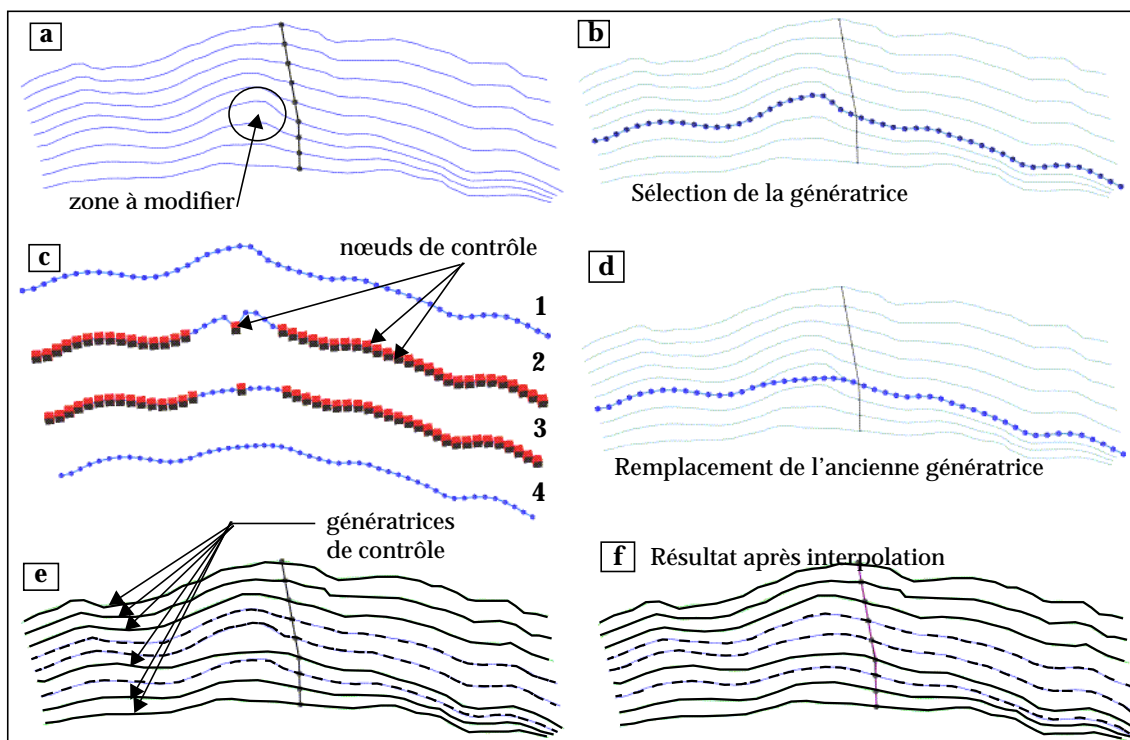 a
zone à modifier
b
Sélection de la génératrice
c
nœuds de contrôle
1
2
3
4
d
Remplacement de l'ancienne génératrice
génératrices
de contrôle
e
f Résultat après interpolation